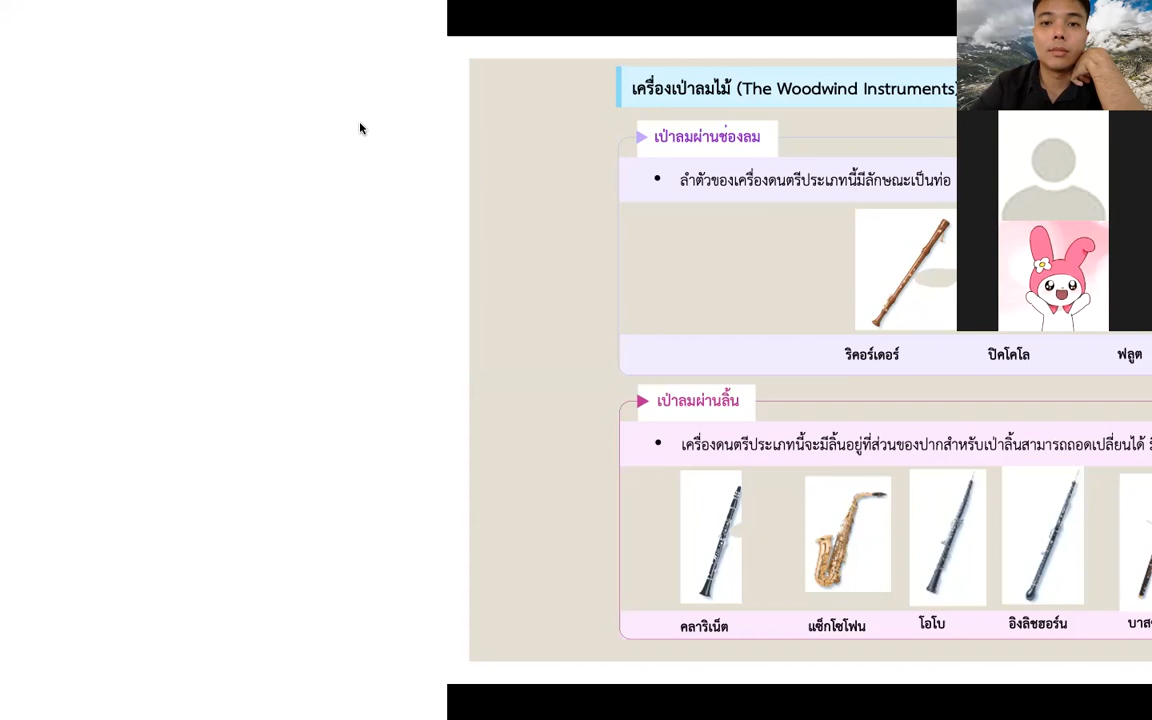 เครื่องเป่าลมไม้ (The Woodwind Instruments)
เป่าลมผ่านช่องลม
• ลำตัวของเครื่องดนตรีประเภทนี้มีลักษณะเป็นท่อ
ริคอร์เดอร์ ปิคโคโล ฟลูต
เป่าลมผ่านลิ้น
• เครื่องดนตรีประเภทนี้จะมีลิ้นอยู่ที่ส่วนของปากสำหรับเป่าลิ้นสามารถถอดเปลี่ยนได้
คลาริเน็ต แซ็กโซโฟน โอโบ อิงลิชฮอร์น